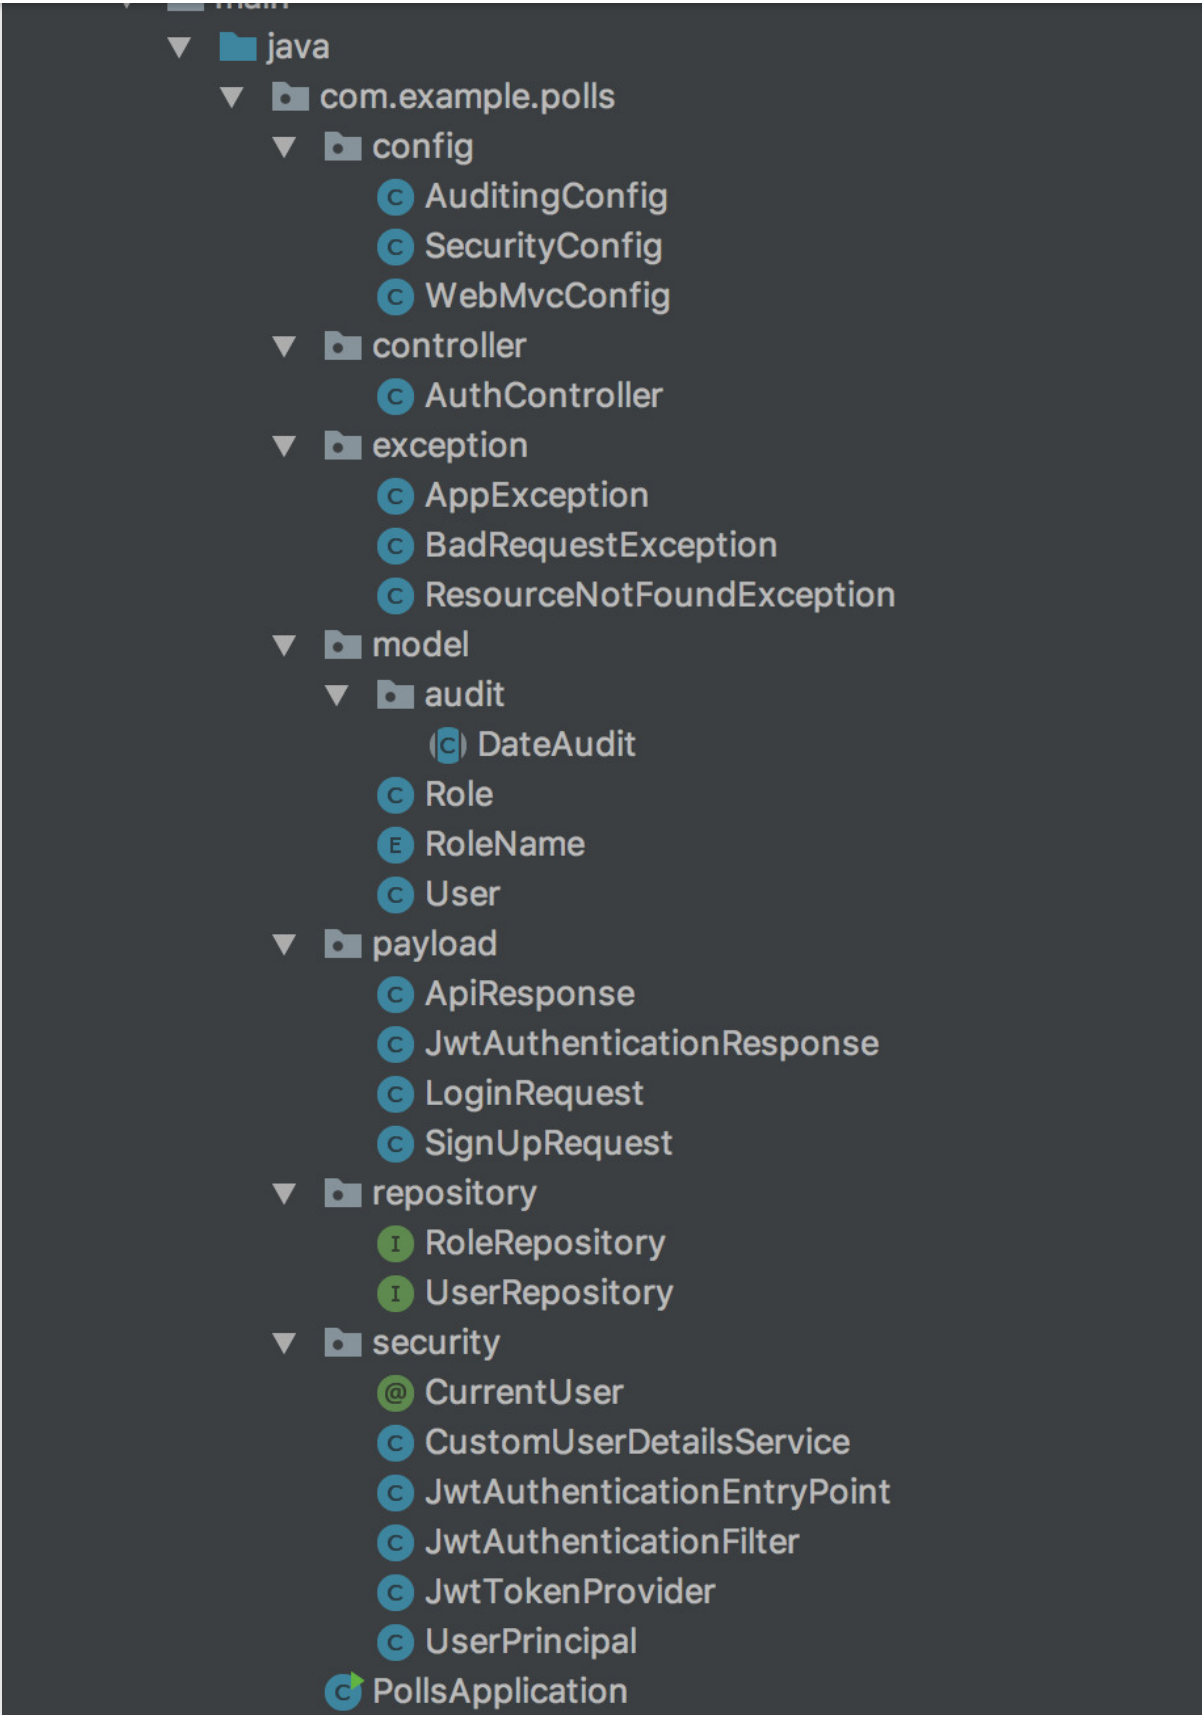 main
java
com.example.polls
config
C AuditingConfig
C SecurityConfig
C WebMvcConfig
controller
C AuthController
exception
C AppException
C BadRequestException
C ResourceNotFoundException
model
audit
C DateAudit
C Role
E RoleName
C User
payload
C ApiResponse
C JwtAuthenticationResponse
C LoginRequest
C SignUpRequest
repository
I RoleRepository
I UserRepository
security
@ CurrentUser
C CustomUserDetailsService
C JwtAuthenticationEntryPoint
C JwtAuthenticationFilter
C JwtTokenProvider
C UserPrincipal
C PollsApplication